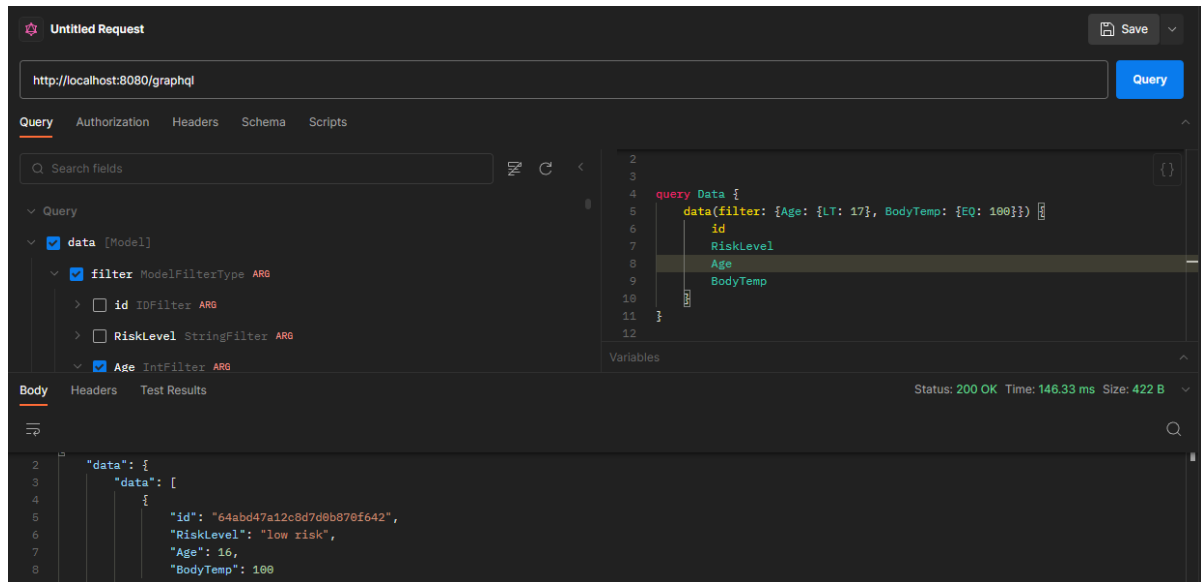 Untitled Request
Save
http://localhost:8080/graphql
Query
Query Authorization Headers Schema Scripts
Search fields
Query
data [Model]
filter ModelFilterType ARG
id IDFilter ARG
RiskLevel StringFilter ARG
Age IntFilter ARG
2
3
4 query Data {
5 data(filter: {Age: {LT: 17}, BodyTemp: {EQ: 100}}) {
6 id
7 RiskLevel
8 Age
9 BodyTemp
10 }
11 }
12
{}
Variables
Body Headers Test Results
Status: 200 OK Time: 146.33 ms Size: 422 B
2 "data": {
3 "data": [
4 {
5 "id": "64abd47a12c8d7d0b870f642",
6 "RiskLevel": "low risk",
7 "Age": 16,
8 "BodyTemp": 100